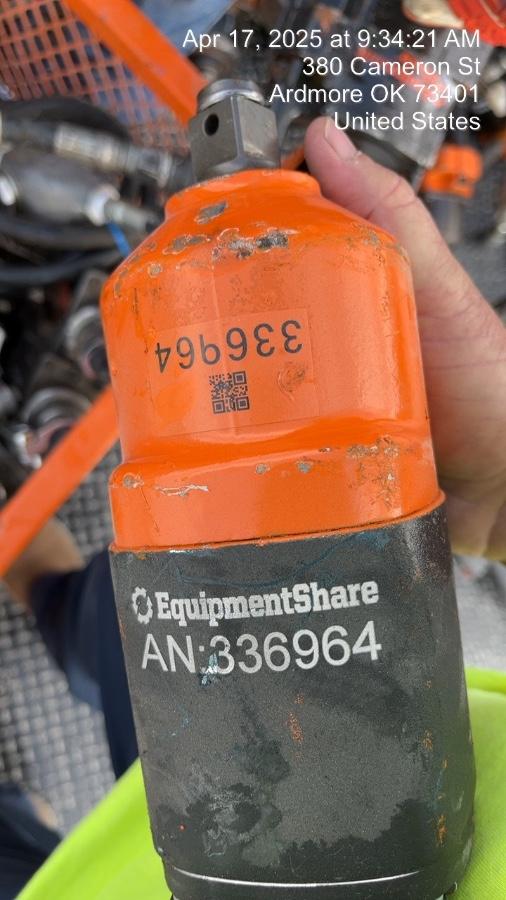 Apr 17, 2025 at 9:34:21 AM
380 Cameron St
Ardmore OK 73401
United States
336964
EquipmentShare
AN:336964